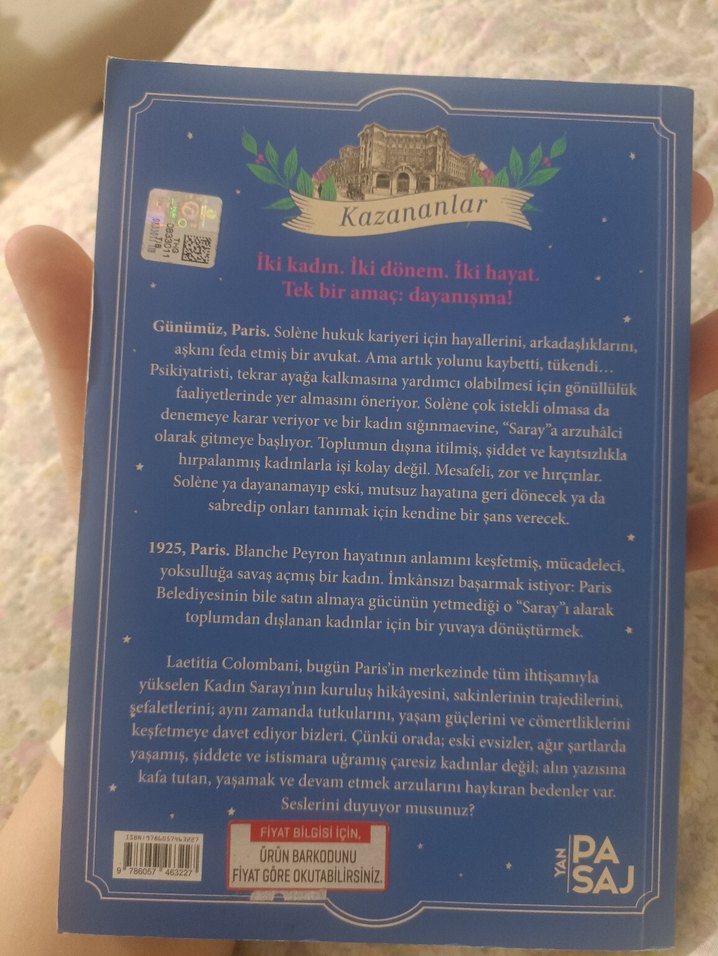 Kazananlar
İki kadın. İki dönem. İki hayat.
Tek bir amaç: dayanışma!
Günümüz, Paris. Solène hukuk kariyeri için hayallerini, arkadaşlıklarını,
aşkını feda etmiş bir avukat. Ama artık yolunu kaybetti, tükendi…
Psikiyatristi, tekrar ayağa kalkmasına yardımcı olabilmesi için gönüllülük
faaliyetlerinde yer almasını öneriyor. Solène çok istekli olmasa da
denemeye karar veriyor ve bir kadın sığınmaevine, “Saray”a arzuhâlci
olarak gitmeye başlıyor. Toplumun dışına itilmiş, şiddet ve kayıtsızlıkla
hırpalanmış kadınlarla işi kolay değil. Mesafeli, zor ve hırçınlar.
Solène ya dayanamayıp eski, mutsuz hayatına geri dönecek ya da
sabredip onları tanımak için kendine bir şans verecek.
1925, Paris. Blanche Peyron hayatının anlamını keşfetmiş, mücadeleci,
yoksulluğa savaş açmış bir kadın. İmkânsızı başarmak istiyor: Paris
Belediyesinin bile satın almaya gücünün yetmediği o “Saray”ı alarak
toplumdan dışlanan kadınlar için bir yuvaya dönüştürmek.
Laetitia Colombani, bugün Paris’in merkezinde tüm ihtişamıyla
yükselen Kadın Sarayı’nın kuruluş hikâyesini, sakinlerinin trajedilerini,
şefaletlerini; aynı zamanda tutkularını, yaşam güçlerini ve cömertliklerini
keşfetmeye davet ediyor bizleri. Çünkü orada; eski evsizler, ağır şartlarda
yaşamış, şiddete ve istismara uğramış çaresiz kadınlar değil; alın yazısına
kafa tutan, yaşamak ve devam etmek arzularını haykıran bedenler var.
Seslerini duyuyor musunuz?
ISBN:9786057463227
9 786057 463227
FİYAT BİLGİSİ İÇİN,
ÜRÜN BARKODUNU
FİYAT GÖRE OKUTABİLİRSİNİZ.
YAN
PA
SAJ